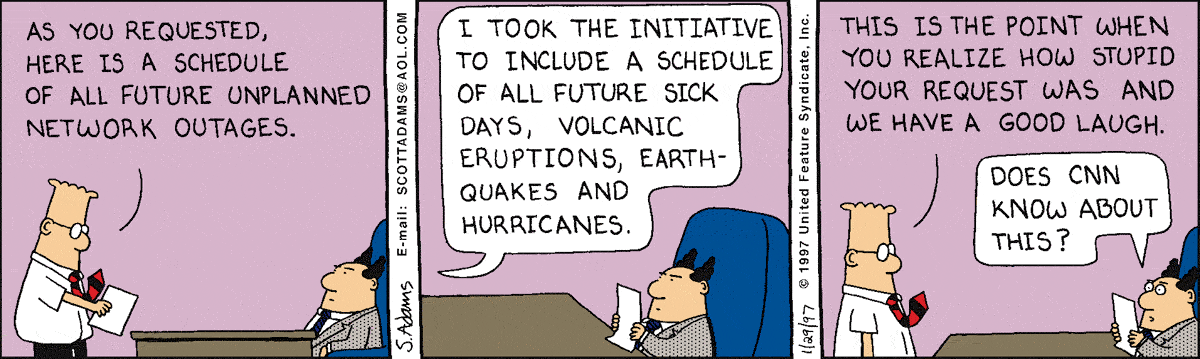 AS YOU REQUESTED,
HERE IS A SCHEDULE
OF ALL FUTURE UNPLANNED
NETWORK OUTAGES.
S. Adams E-mail: SCOTTADAMS@AOL.COM
I TOOK THE INITIATIVE
TO INCLUDE A SCHEDULE
OF ALL FUTURE SICK
DAYS, VOLCANIC
ERUPTIONS, EARTH-
QUAKES AND
HURRICANES.
1/29/97 © 1997 United Feature Syndicate, Inc.
THIS IS THE POINT WHEN
YOU REALIZE HOW STUPID
YOUR REQUEST WAS AND
WE HAVE A GOOD LAUGH.
DOES CNN
KNOW ABOUT
THIS?